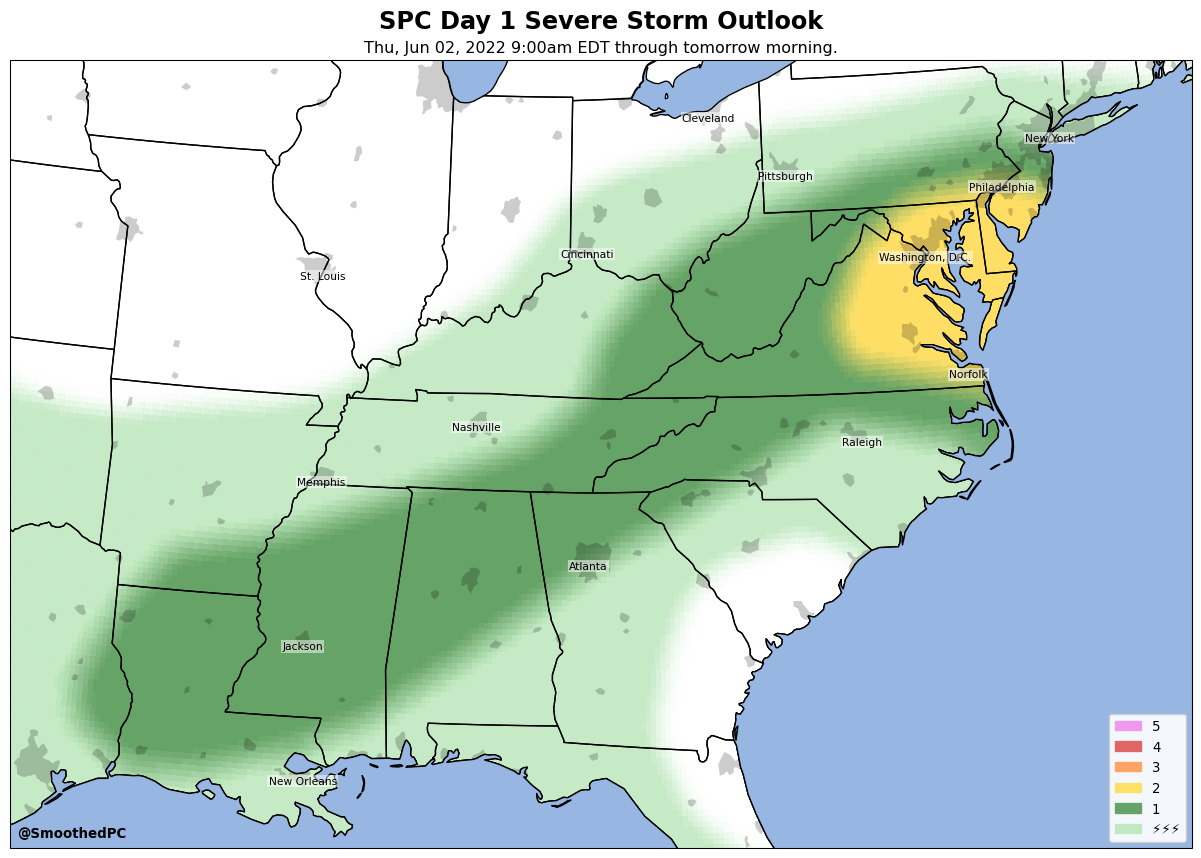 SPC Day 1 Severe Storm Outlook
Thu, Jun 02, 2022 9:00am EDT through tomorrow morning.
Cleveland
New York
Pittsburgh
Philadelphia
Cincinnati
Washington, D.C.
St. Louis
Norfolk
Nashville
Raleigh
Memphis
Atlanta
Jackson
New Orleans
5
4
3
2
1
⚡⚡⚡
@SmoothedPC